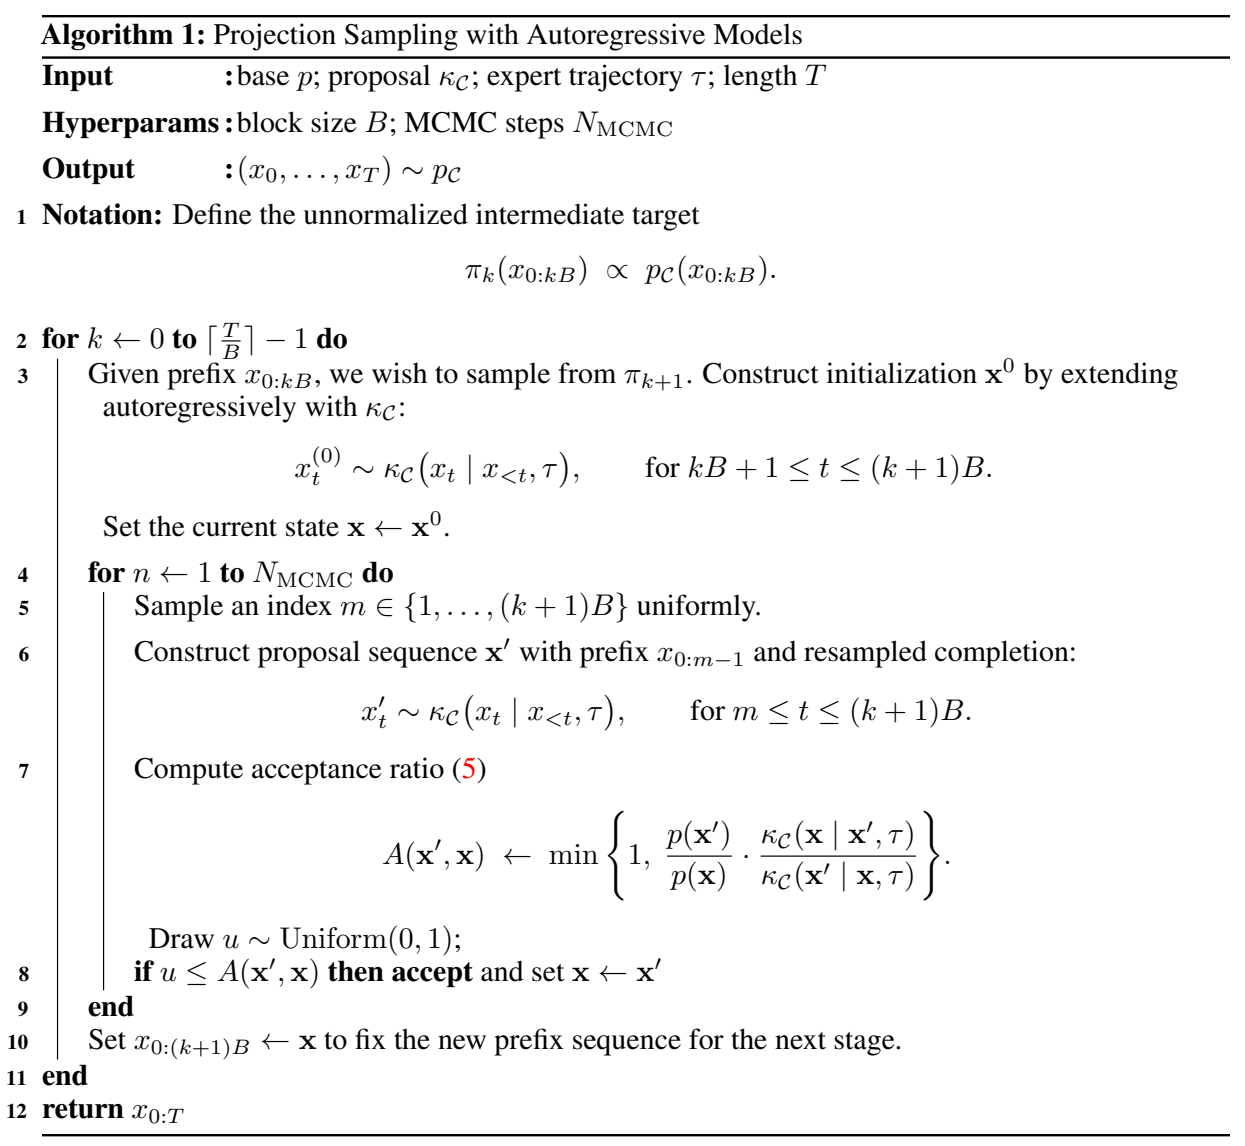 Algorithm 1: Projection Sampling with Autoregressive Models
Input : base p; proposal κ_𝒞; expert trajectory τ; length T
Hyperparams : block size B; MCMC steps N_MCMC
Output : (x_0, …, x_T) ∼ p_𝒞
1 Notation: Define the unnormalized intermediate target
π_k(x_{0:kB}) ∝ p_𝒞(x_{0:kB}).
2 for k ← 0 to ⌈T/B⌉ − 1 do
3 Given prefix x_{0:kB}, we wish to sample from π_{k+1}. Construct initialization 𝐱^0 by extending
autoregressively with κ_𝒞:
x_t^{(0)} ∼ κ_𝒞(x_t | x_{<t}, τ), for kB + 1 ≤ t ≤ (k + 1)B.
Set the current state 𝐱 ← 𝐱^0.
4 for n ← 1 to N_MCMC do
5 Sample an index m ∈ {1, …, (k + 1)B} uniformly.
6 Construct proposal sequence 𝐱′ with prefix x_{0:m−1} and resampled completion:
x′_t ∼ κ_𝒞(x_t | x_{<t}, τ), for m ≤ t ≤ (k + 1)B.
7 Compute acceptance ratio (5)
A(𝐱′, 𝐱) ← min { 1, p(𝐱′)/p(𝐱) · κ_𝒞(𝐱 | 𝐱′, τ)/κ_𝒞(𝐱′ | 𝐱, τ) }.
Draw u ∼ Uniform(0, 1);
8 if u ≤ A(𝐱′, 𝐱) then accept and set 𝐱 ← 𝐱′
9 end
10 Set x_{0:(k+1)B} ← 𝐱 to fix the new prefix sequence for the next stage.
11 end
12 return x_{0:T}